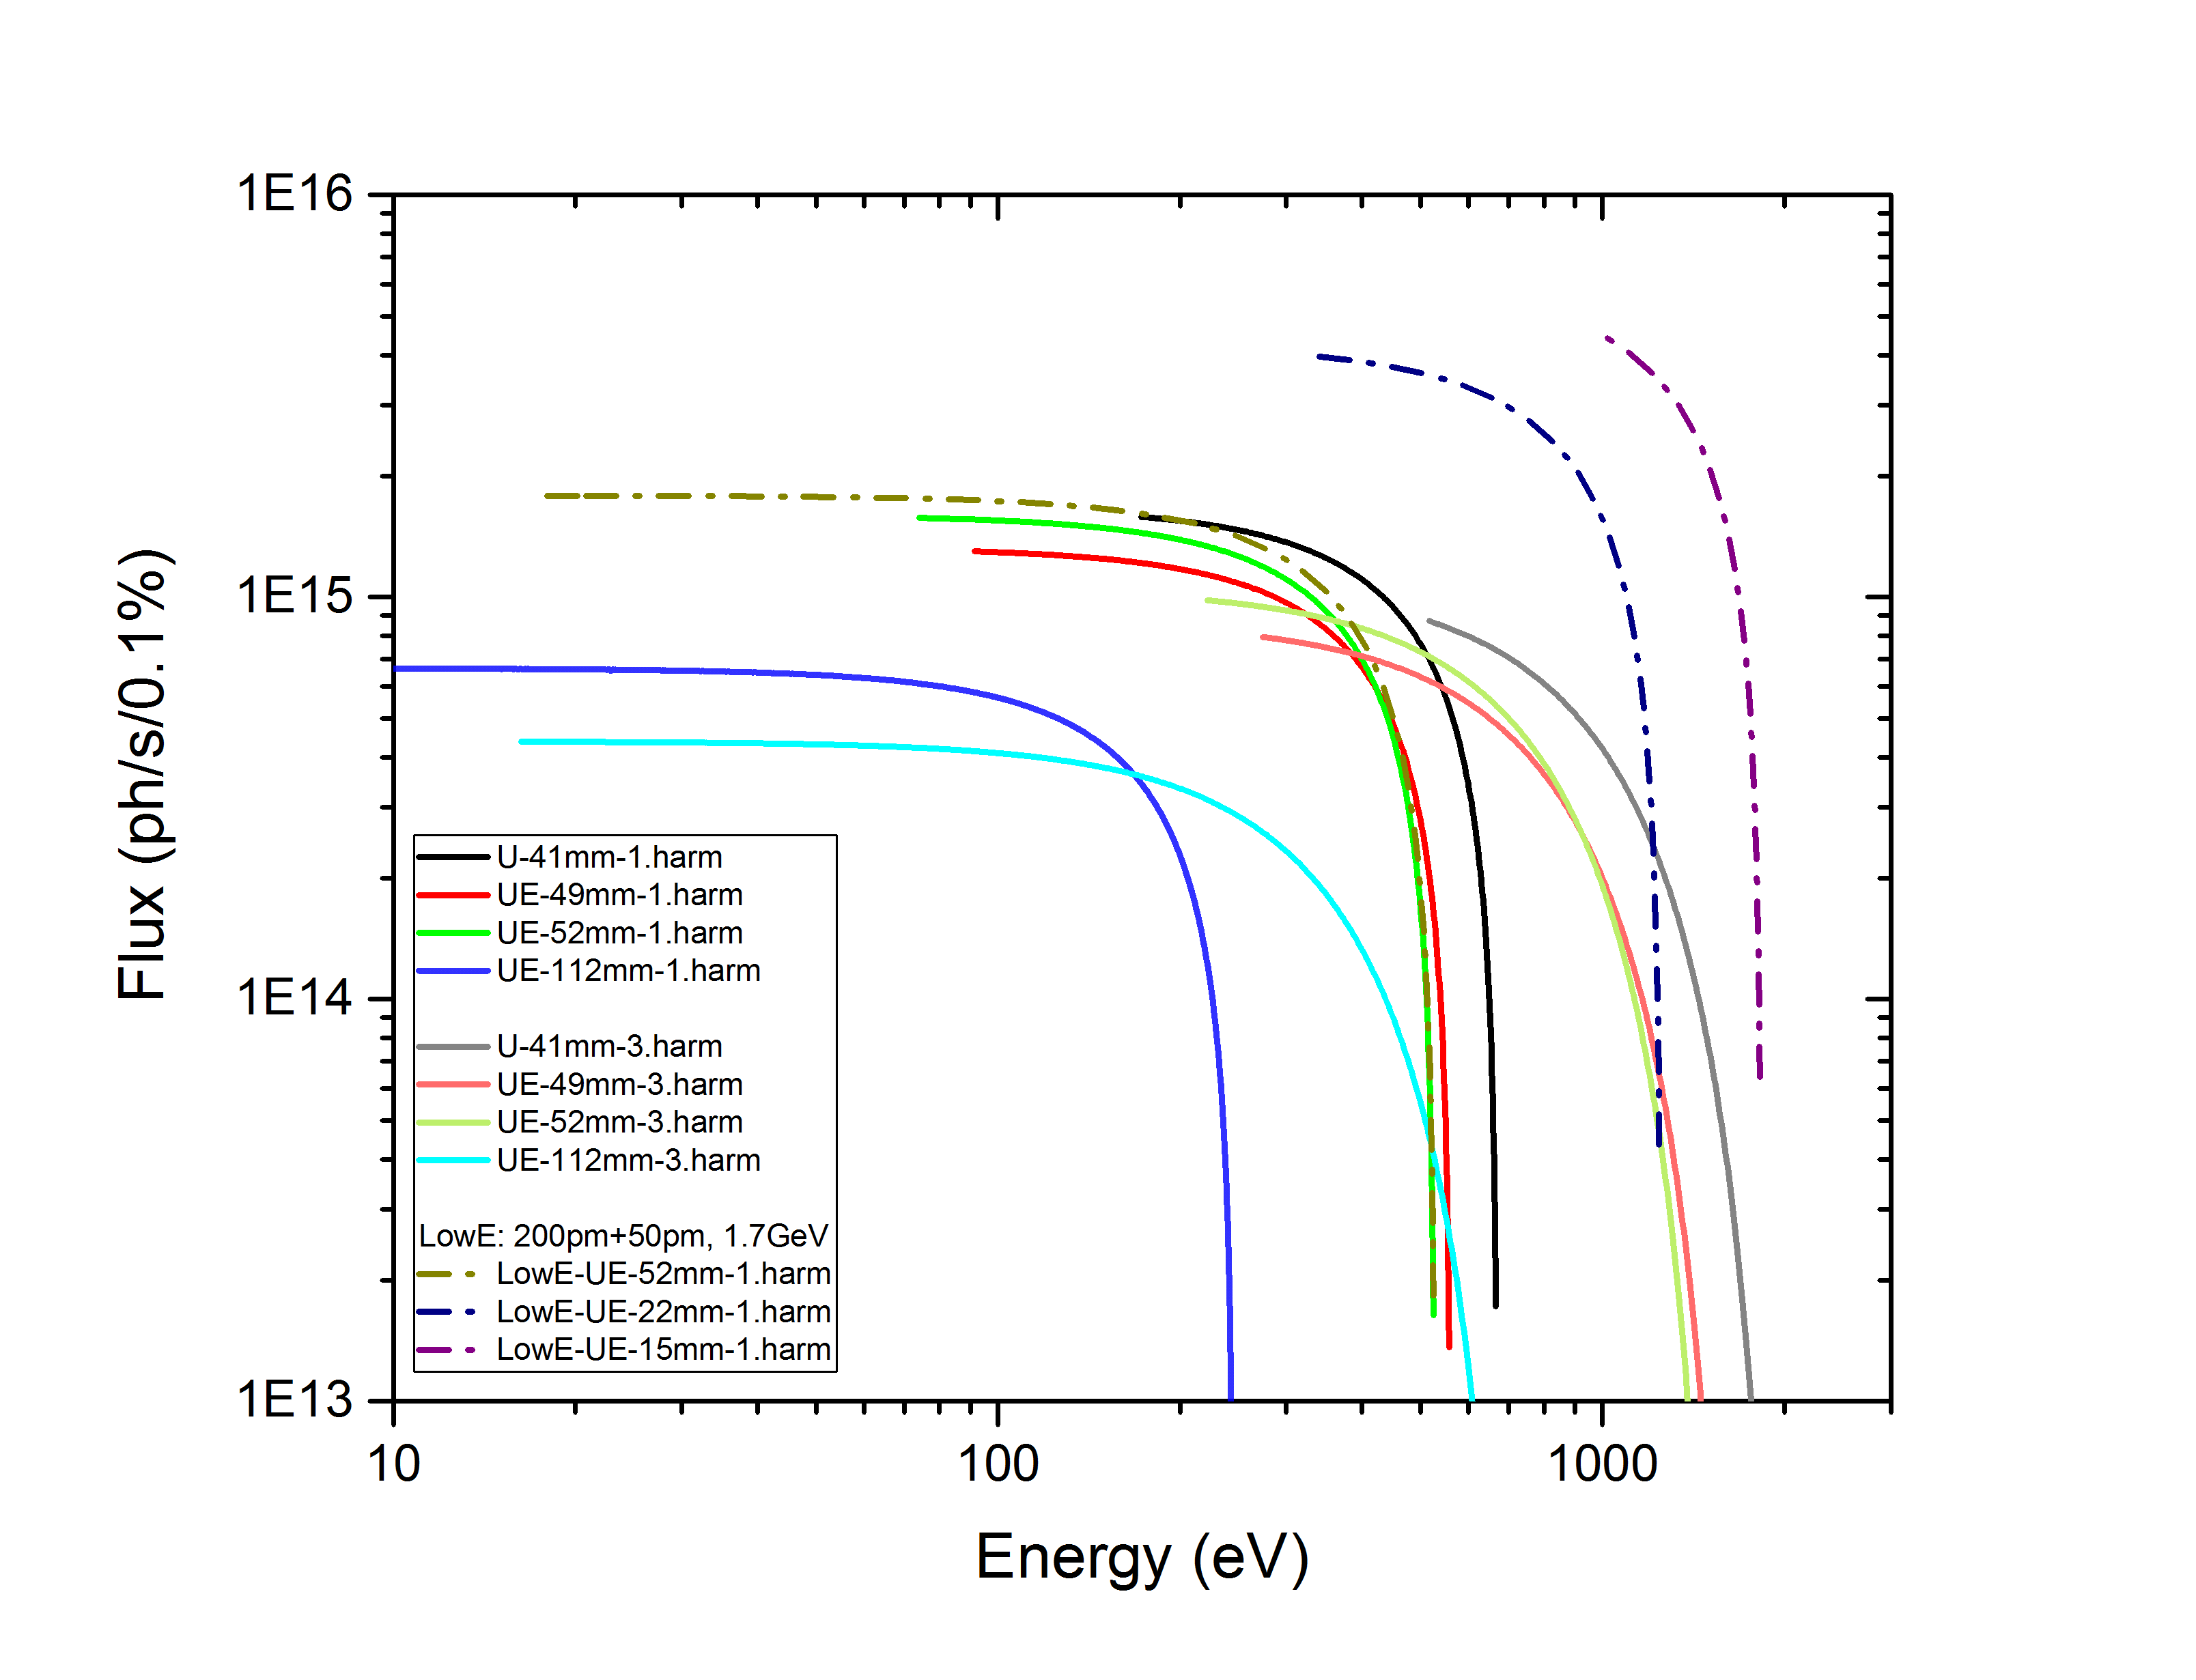 1E16
1E15
1E14
1E13
Flux (ph/s/0.1%)
U-41mm-1.harm
UE-49mm-1.harm
UE-52mm-1.harm
UE-112mm-1.harm
U-41mm-3.harm
UE-49mm-3.harm
UE-52mm-3.harm
UE-112mm-3.harm
LowE: 200pm+50pm, 1.7GeV
LowE-UE-52mm-1.harm
LowE-UE-22mm-1.harm
LowE-UE-15mm-1.harm
10 100 1000
Energy (eV)